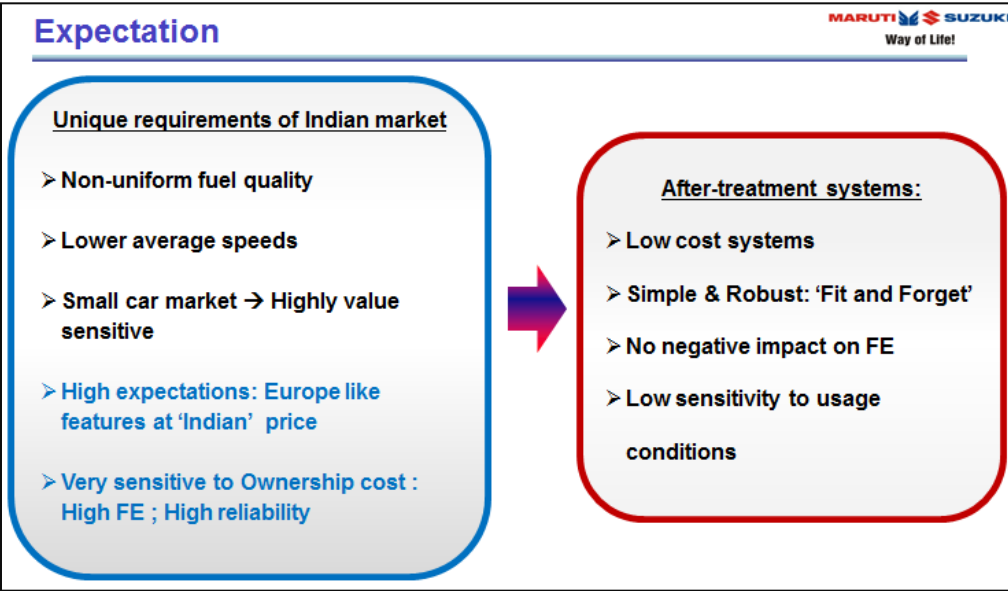 Expectation
MARUTI SUZUKI
Way of Life!
Unique requirements of Indian market
➢ Non-uniform fuel quality
➢ Lower average speeds
➢ Small car market → Highly value
sensitive
➢ High expectations: Europe like
features at ‘Indian’ price
➢ Very sensitive to Ownership cost :
High FE ; High reliability
After-treatment systems:
➢ Low cost systems
➢ Simple & Robust: ‘Fit and Forget’
➢ No negative impact on FE
➢ Low sensitivity to usage
conditions